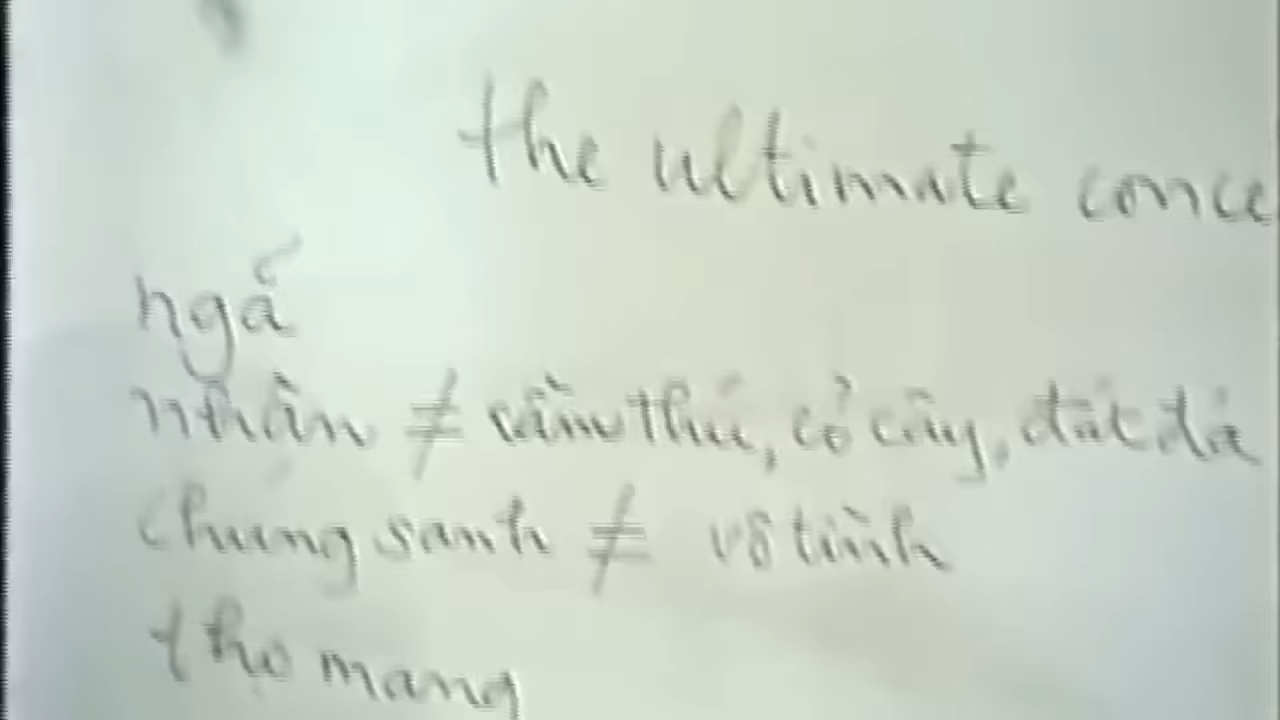 the ultimate conce
ngã
nhân ≠ cầm thú, cỏ cây, đất đá
chúng sanh ≠ vô tình
thọ mạng